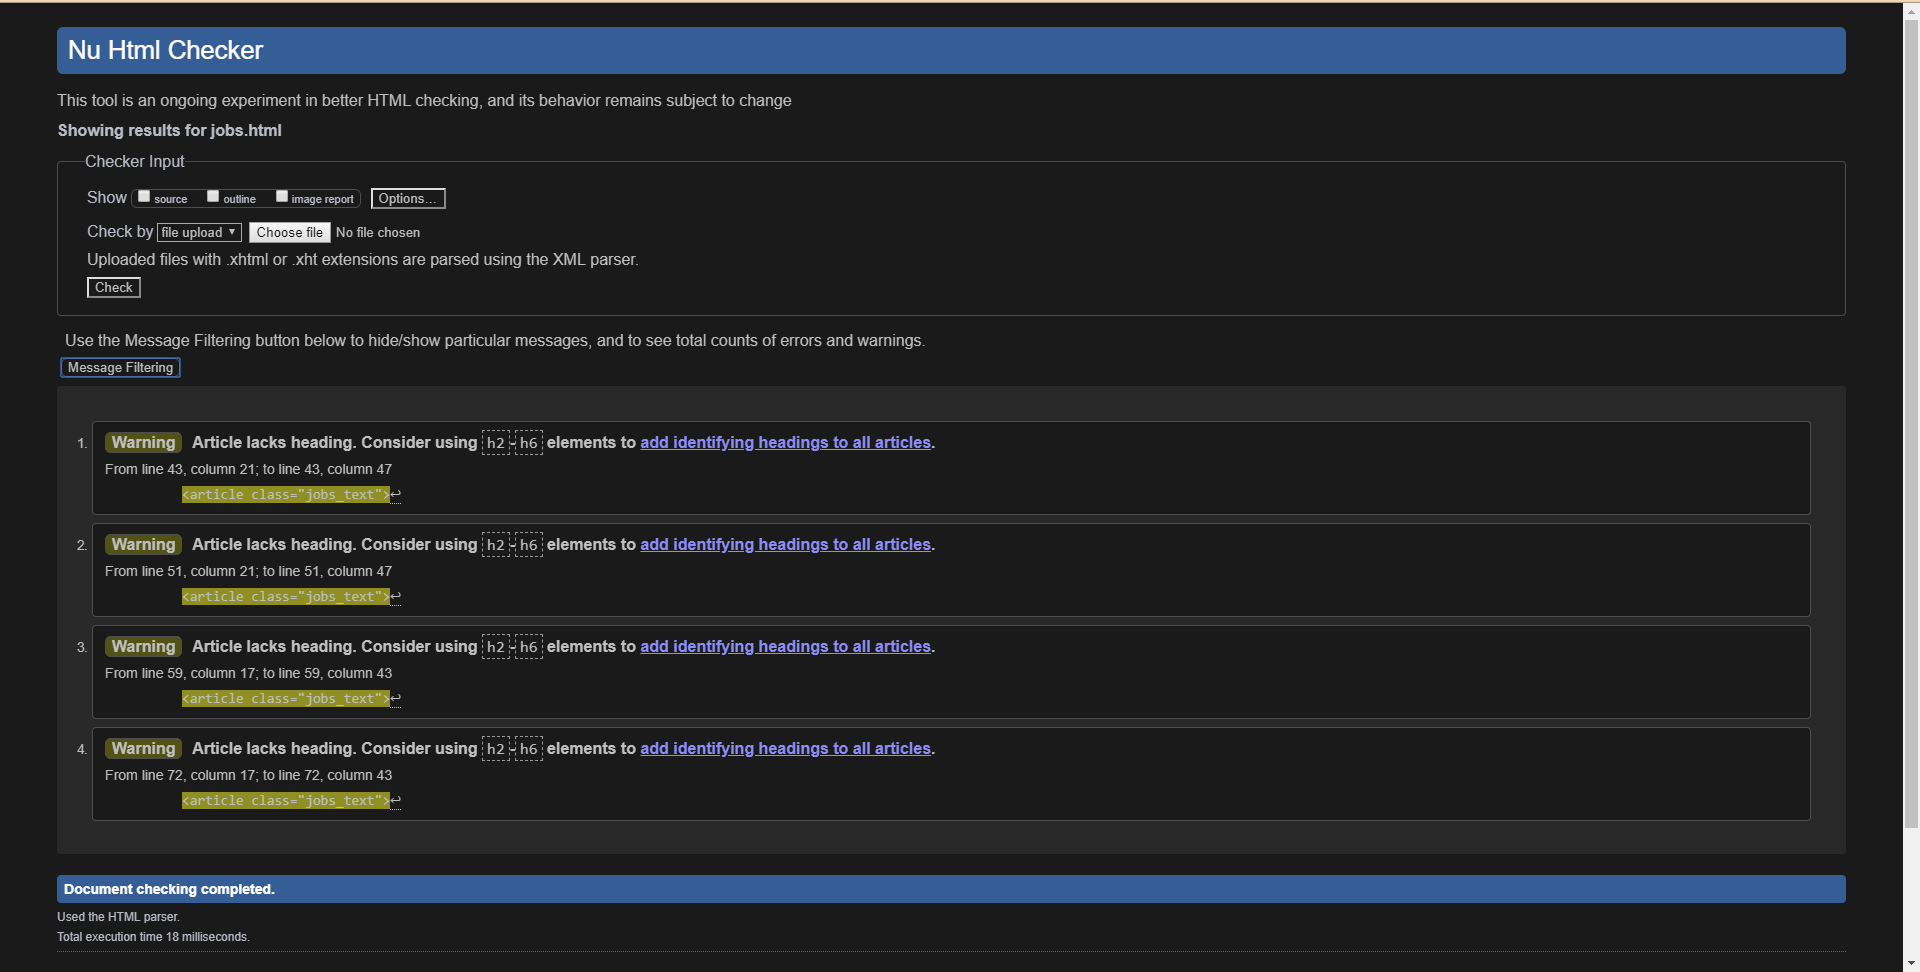 Nu Html Checker
This tool is an ongoing experiment in better HTML checking, and its behavior remains subject to change
Showing results for jobs.html
Checker Input
Show source outline image report Options...
Check by file upload ▼ Choose file No file chosen
Uploaded files with .xhtml or .xht extensions are parsed using the XML parser.
Check
Use the Message Filtering button below to hide/show particular messages, and to see total counts of errors and warnings.
Message Filtering
1. Warning Article lacks heading. Consider using h2-h6 elements to add identifying headings to all articles.
From line 43, column 21; to line 43, column 47
<article class="jobs_text">↩
2. Warning Article lacks heading. Consider using h2-h6 elements to add identifying headings to all articles.
From line 51, column 21; to line 51, column 47
<article class="jobs_text">↩
3. Warning Article lacks heading. Consider using h2-h6 elements to add identifying headings to all articles.
From line 59, column 17; to line 59, column 43
<article class="jobs_text">↩
4. Warning Article lacks heading. Consider using h2-h6 elements to add identifying headings to all articles.
From line 72, column 17; to line 72, column 43
<article class="jobs_text">↩
Document checking completed.
Used the HTML parser.
Total execution time 18 milliseconds.